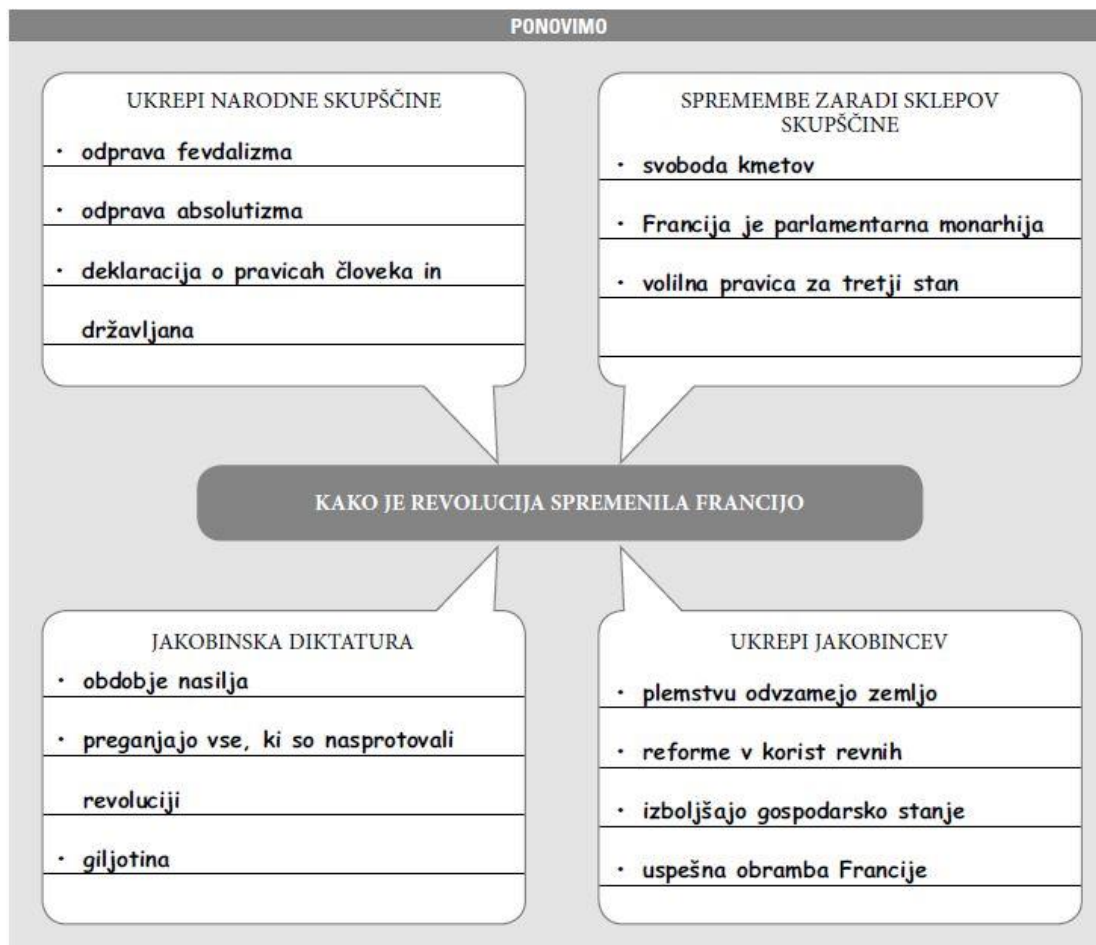 PONOVIMO
UKREPI NARODNE SKUPŠČINE
• odprava fevdalizma
• odprava absolutizma
• deklaracija o pravicah človeka in
državljana
SPREMEMBE ZARADI SKLEPOV
SKUPŠČINE
• svoboda kmetov
• Francija je parlamentarna monarhija
• volilna pravica za tretji stan
KAKO JE REVOLUCIJA SPREMENILA FRANCIJO
JAKOBINSKA DIKTATURA
• obdobje nasilja
• preganjajo vse, ki so nasprotovali
revoluciji
• giljotina
UKREPI JAKOBINCEV
• plemstvu odvzamejo zemljo
• reforme v korist revnih
• izboljšajo gospodarsko stanje
• uspešna obramba Francije